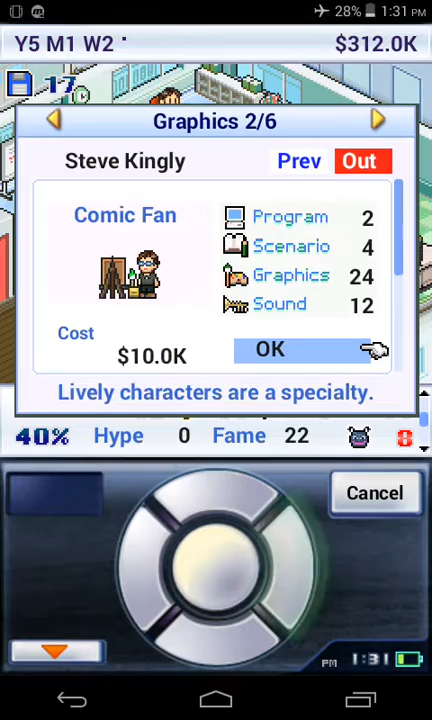 28% 1:31 PM
Y5 M1 W2 $312.0K
17
Graphics 2/6
Steve Kingly Prev Out
Comic Fan
Program 2
Scenario 4
Graphics 24
Sound 12
Cost
$10.0K
OK
Lively characters are a specialty.
40% Hype 0 Fame 22 8
Cancel
PM 1:31